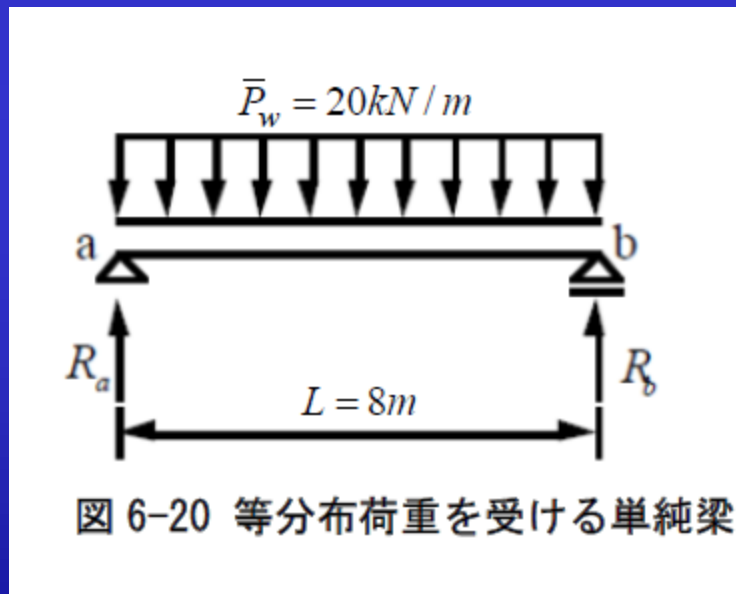 P̄w = 20kN/m
a b
Ra Rb
L = 8m
図 6-20 等分布荷重を受ける単純梁